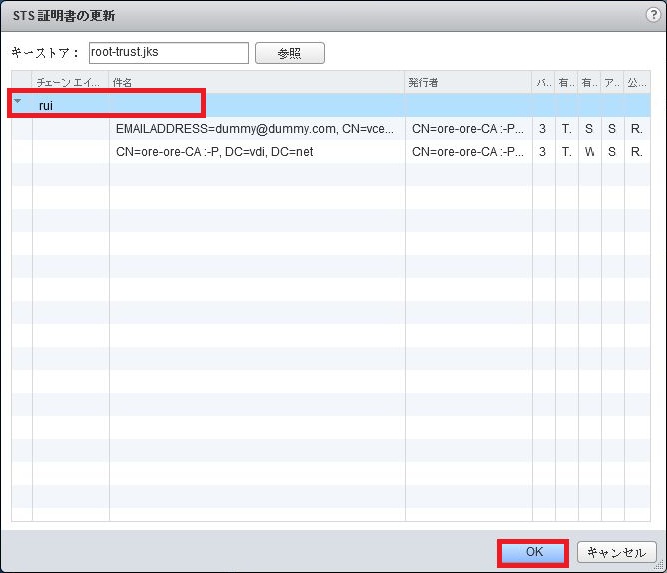 STS 証明書の更新
?
キーストア： root-trust.jks 参照
チェーン エイ... 件名 発行者 バ.. 有.. 有.. ア.. 公...
rui
EMAILADDRESS=dummy@dummy.com, CN=vce... CN=ore-ore-CA :-P... 3 T. S S R.
CN=ore-ore-CA :-P, DC=vdi, DC=net CN=ore-ore-CA :-P... 3 T. W S R.
OK キャンセル